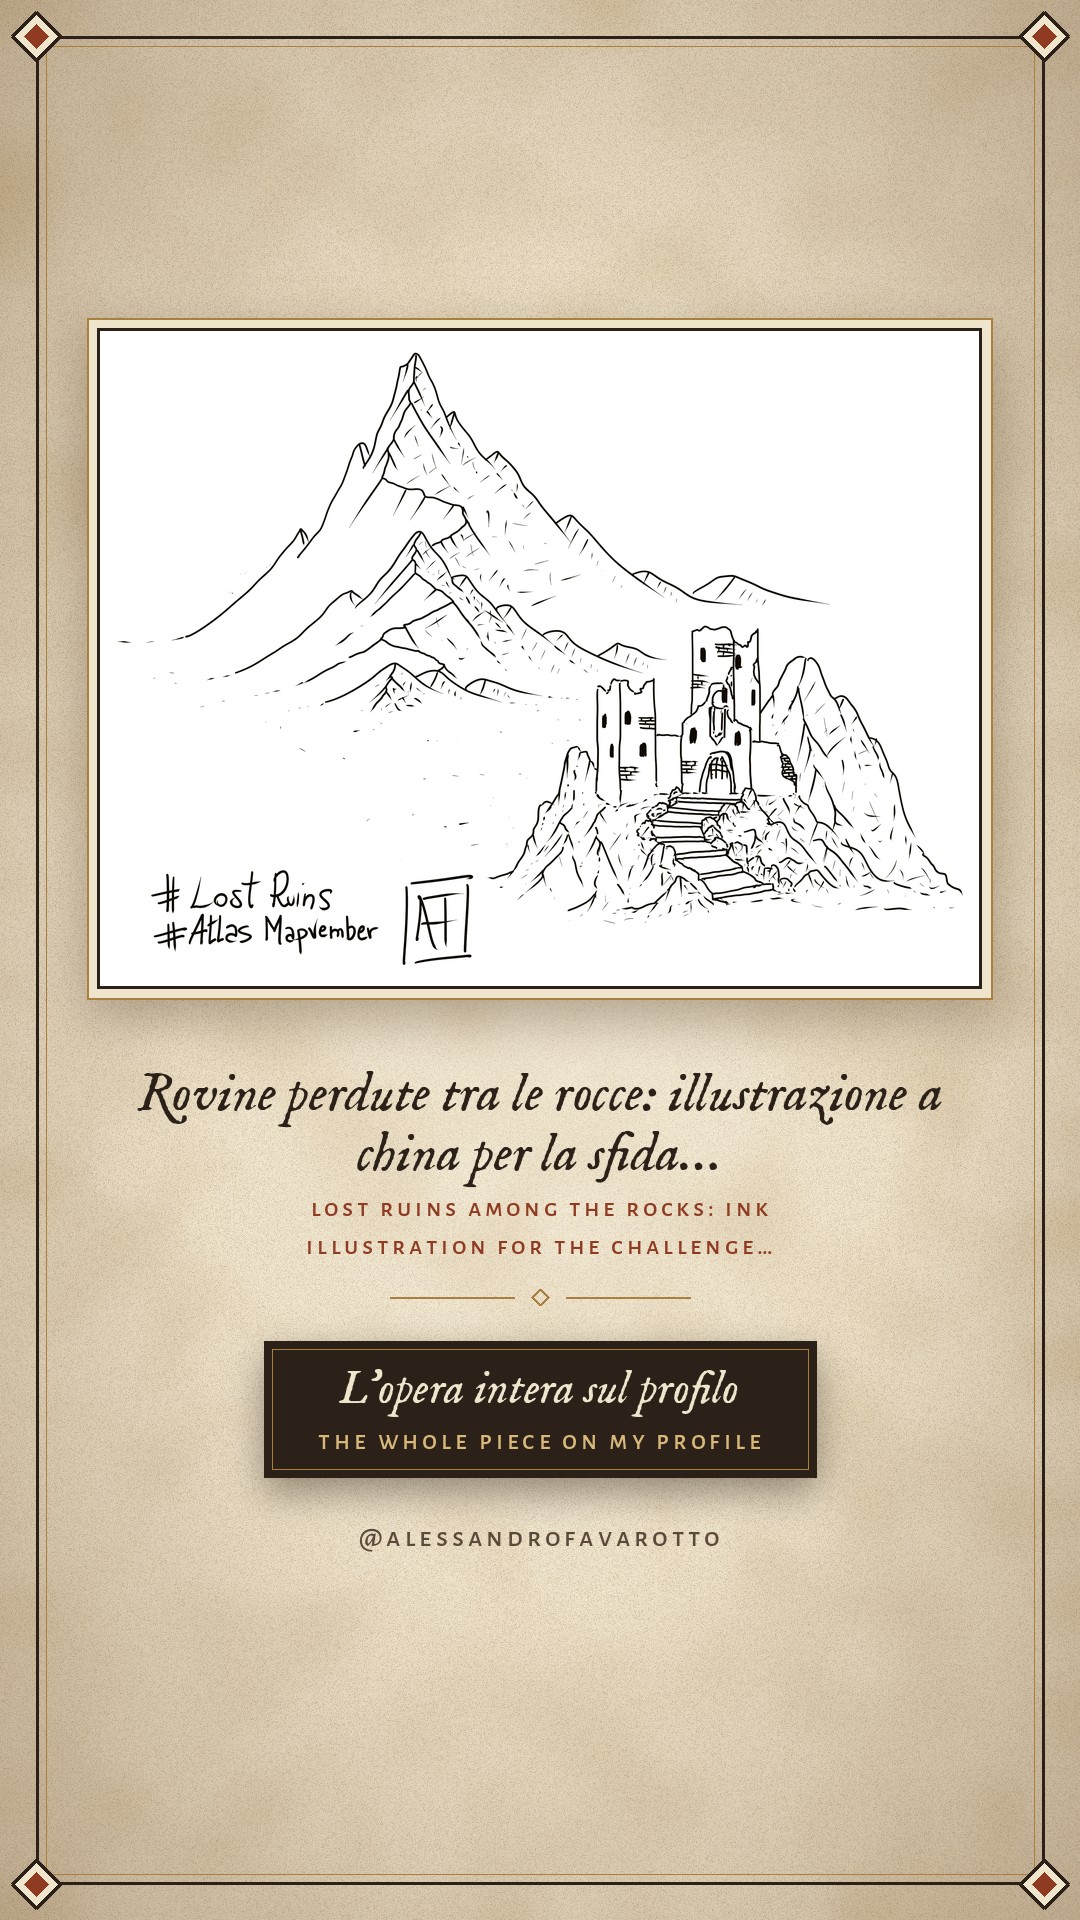 # Lost Ruins
# Atlas Mapvember
AF
Rovine perdute tra le rocce: illustrazione a
china per la sfida...
LOST RUINS AMONG THE ROCKS: INK
ILLUSTRATION FOR THE CHALLENGE...
L'opera intera sul profilo
THE WHOLE PIECE ON MY PROFILE
@ALESSANDROFAVAROTTO